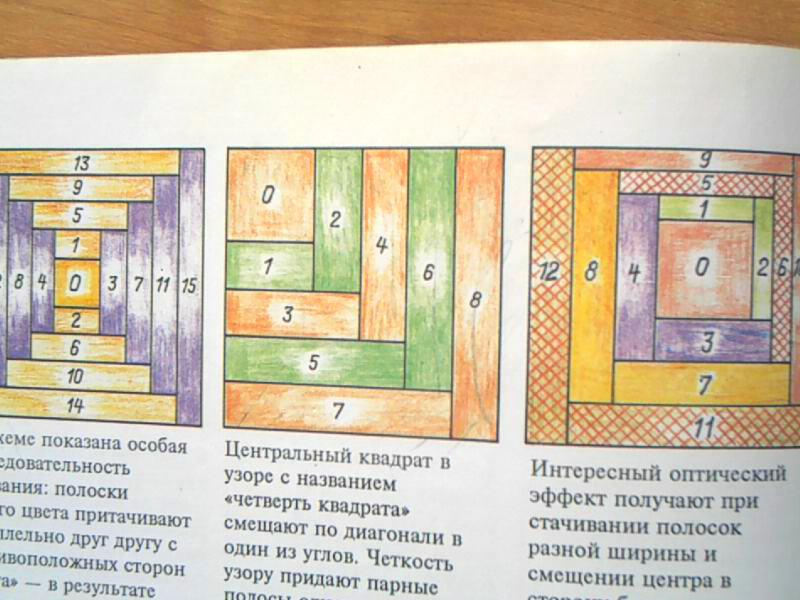 13
9
5
1
8 4 0 3 7 11 15
2
6
10
14
хеме показана особая
едовательность
вания: полоски
го цвета притачивают
ллельно друг другу с
ивоположных сторон
та» — в результате
0 2 4 6 8
1
3
5
7
Центральный квадрат в
узоре с названием
«четверть квадрата»
смещают по диагонали в
один из углов. Четкость
узору придают парные
полосы
9
5
1
12 8 4 0 2 6
3
7
11
Интересный оптический
эффект получают при
стачивании полосок
разной ширины и
смещении центра в
сторону